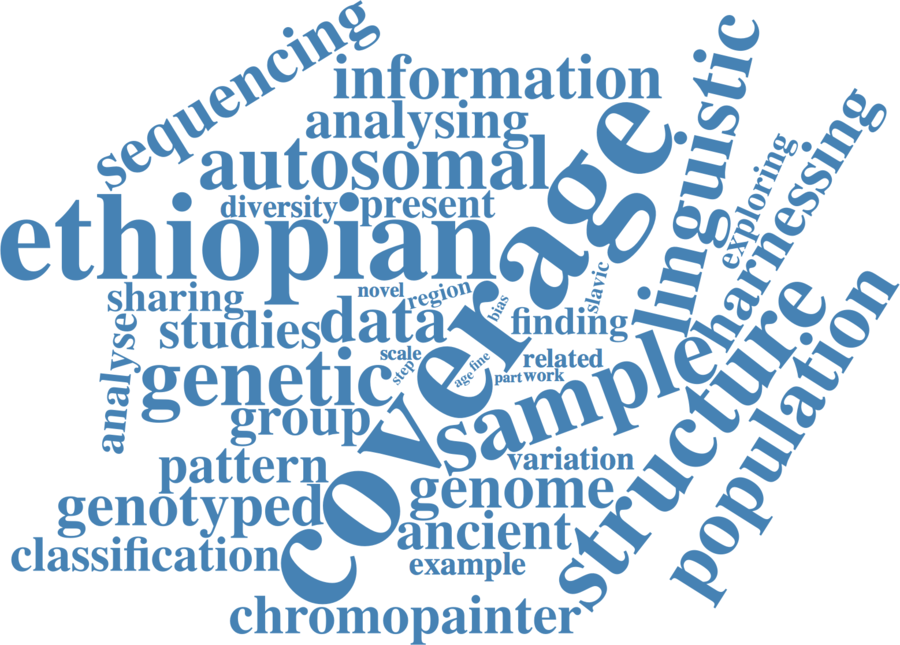 sequencing
information
linguistic
analysing
autosomal
exploring
harnessing
diversity
present
ethiopian
coverage
sharing
novel
region
bias
slavic
studies
data
finding
analyse
scale
step
age
fine
related
part
work
genetic
sample
structure
population
group
variation
pattern
genome
genotyped
ancient
classification
example
chromopainter